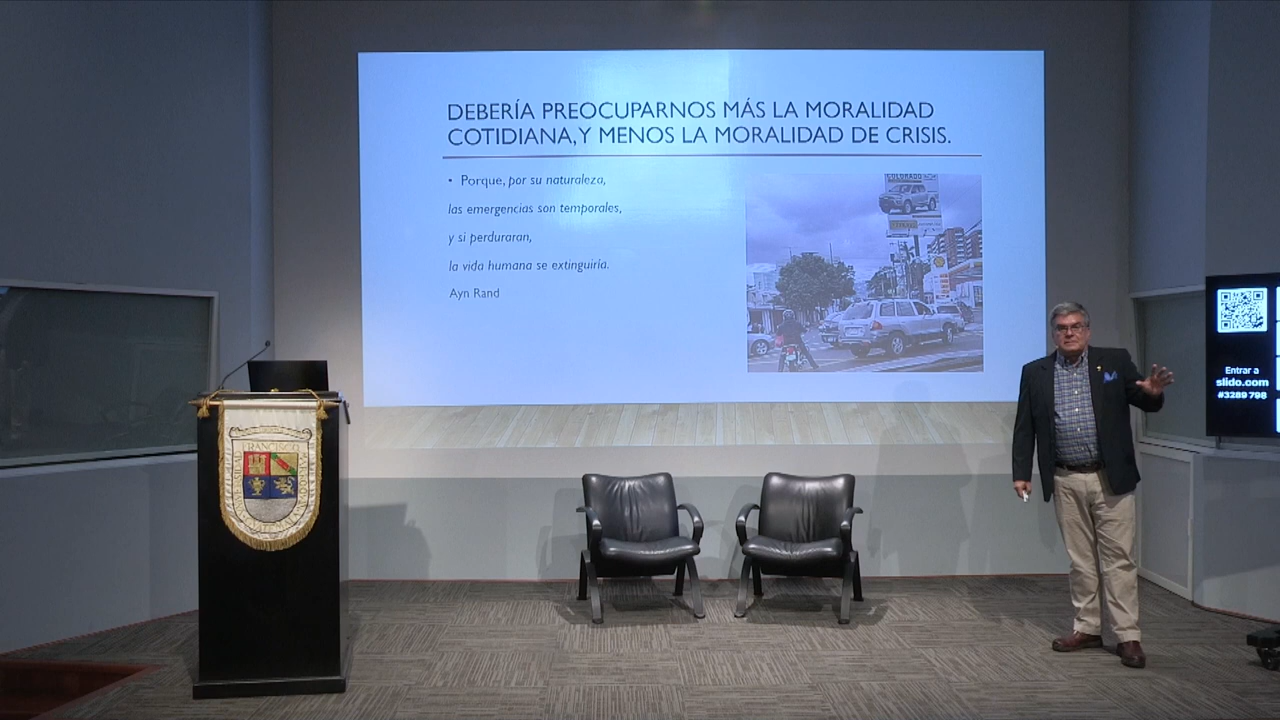 DEBERÍA PREOCUPARNOS MÁS LA MORALIDAD
COTIDIANA, Y MENOS LA MORALIDAD DE CRISIS.
• Porque, por su naturaleza,
las emergencias son temporales,
y si perduraran,
la vida humana se extinguiría.
Ayn Rand
COLORADO
FRANCISCO
Entrar a
slido.com
#3289 798